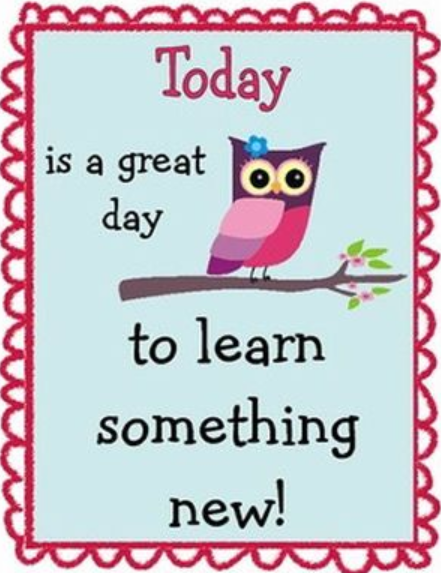 Today
is a great
day
to learn
something
new!